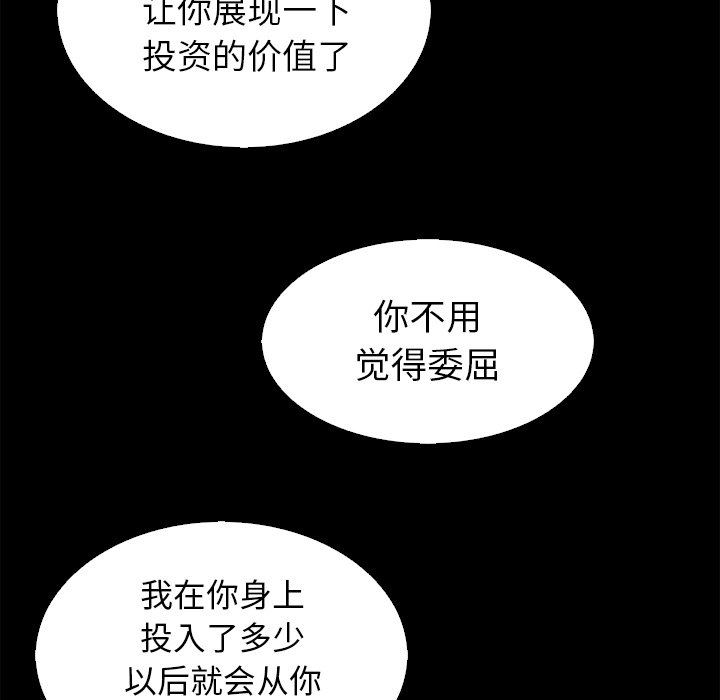 让你展现一下
投资的价值了
你不用
觉得委屈
我在你身上
投入了多少
以后就会从你